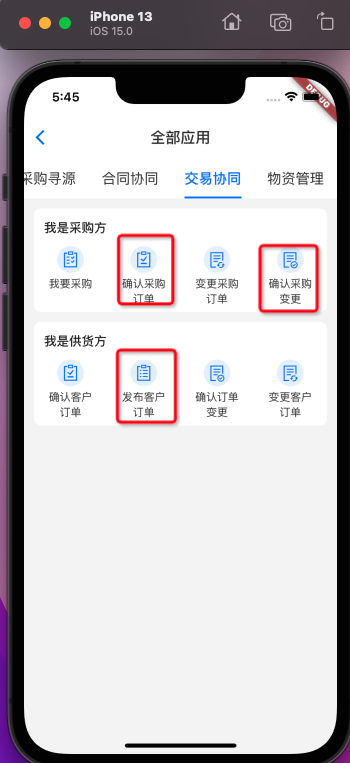 iPhone 13
iOS 15.0
5:45
DEBUG
全部应用
采购寻源 合同协同 交易协同 物资管理
我是采购方
我要采购 确认采购 变更采购 确认采购
订单 订单 变更
我是供货方
确认客户 发布客户 确认订单 变更客户
订单 订单 变更 订单